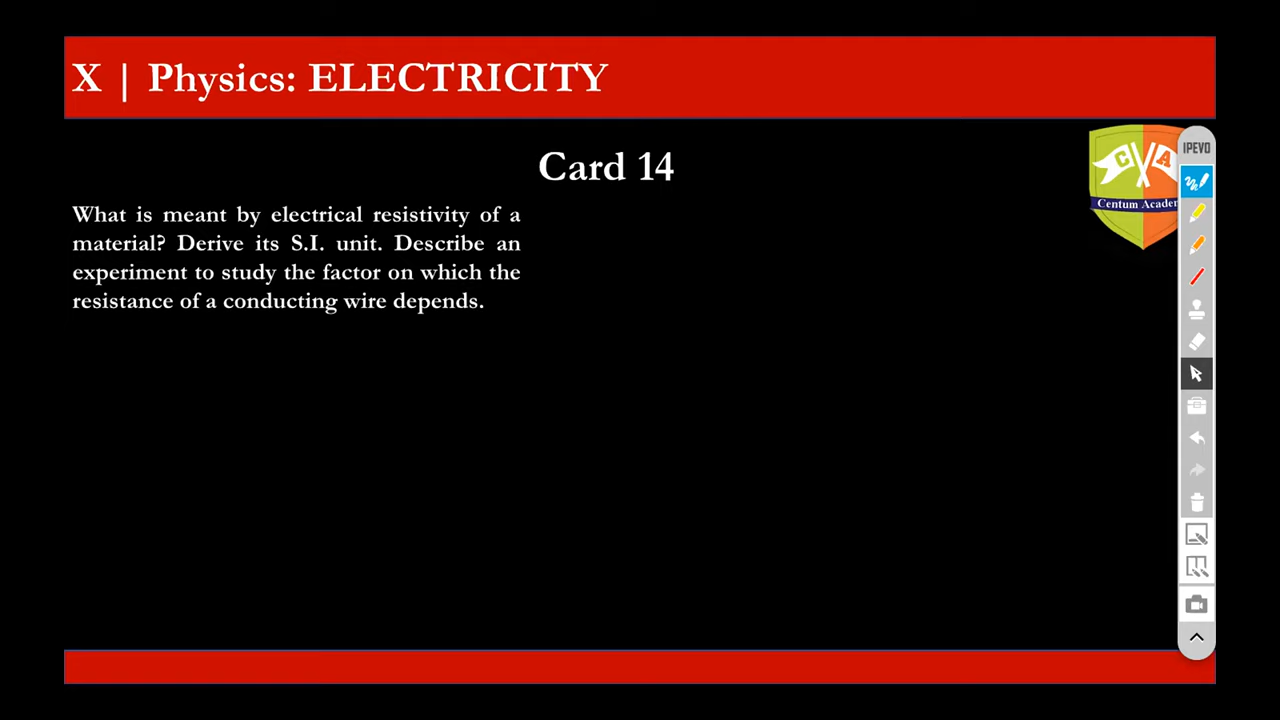 X | Physics: ELECTRICITY
Card 14
IPEVO
C A
Centum Academ
What is meant by electrical resistivity of a
material? Derive its S.I. unit. Describe an
experiment to study the factor on which the
resistance of a conducting wire depends.